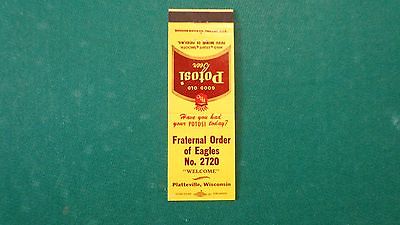 Have you had
your POTOSI today?
Fraternal Order
of Eagles
No. 2720
"WELCOME"
Platteville, Wisconsin
GOOD OLD
Potosi
Beer